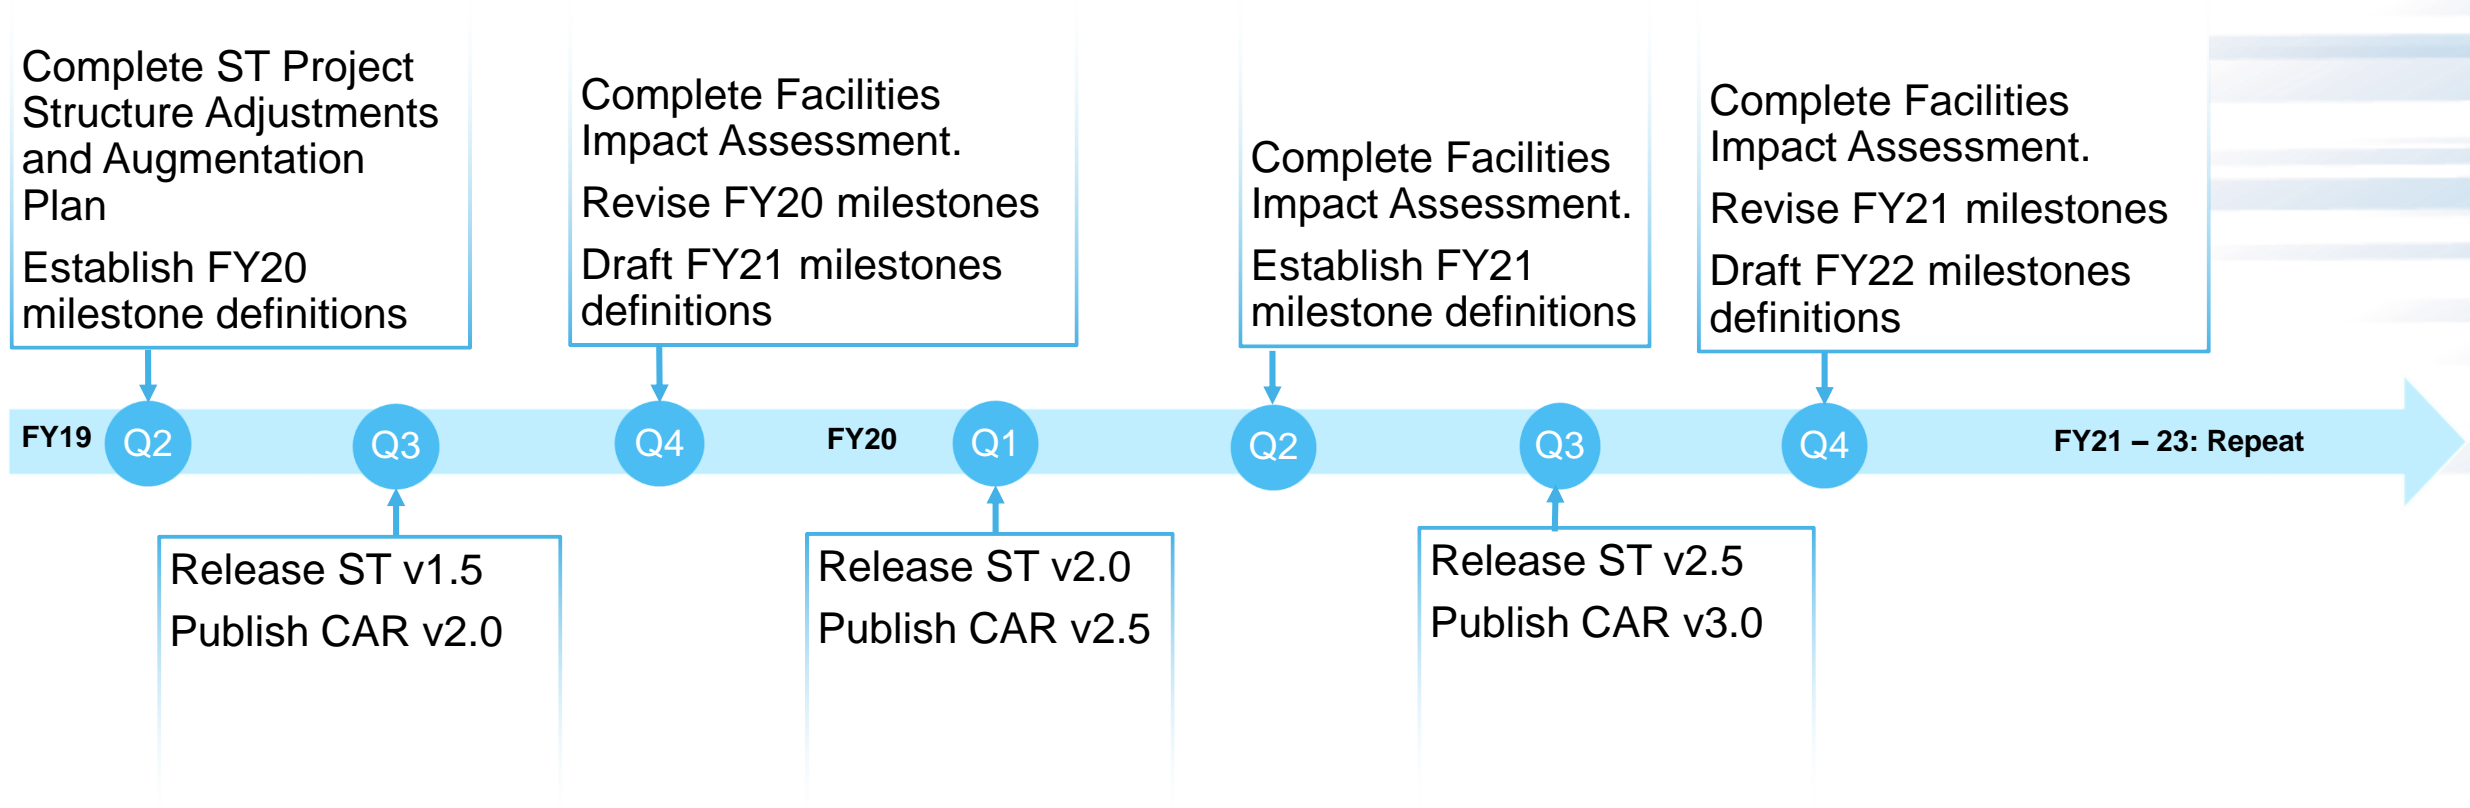 Complete ST Project
Structure Adjustments
and Augmentation
Plan
Establish FY20
milestone definitions
Complete Facilities
Impact Assessment.
Revise FY20 milestones
Draft FY21 milestones
definitions
Complete Facilities
Impact Assessment.
Establish FY21
milestone definitions
Complete Facilities
Impact Assessment.
Revise FY21 milestones
Draft FY22 milestones
definitions
FY19
Q2
Q3
Q4
FY20
Q1
Q2
Q3
Q4
FY21 – 23: Repeat
Release ST v1.5
Publish CAR v2.0
Release ST v2.0
Publish CAR v2.5
Release ST v2.5
Publish CAR v3.0